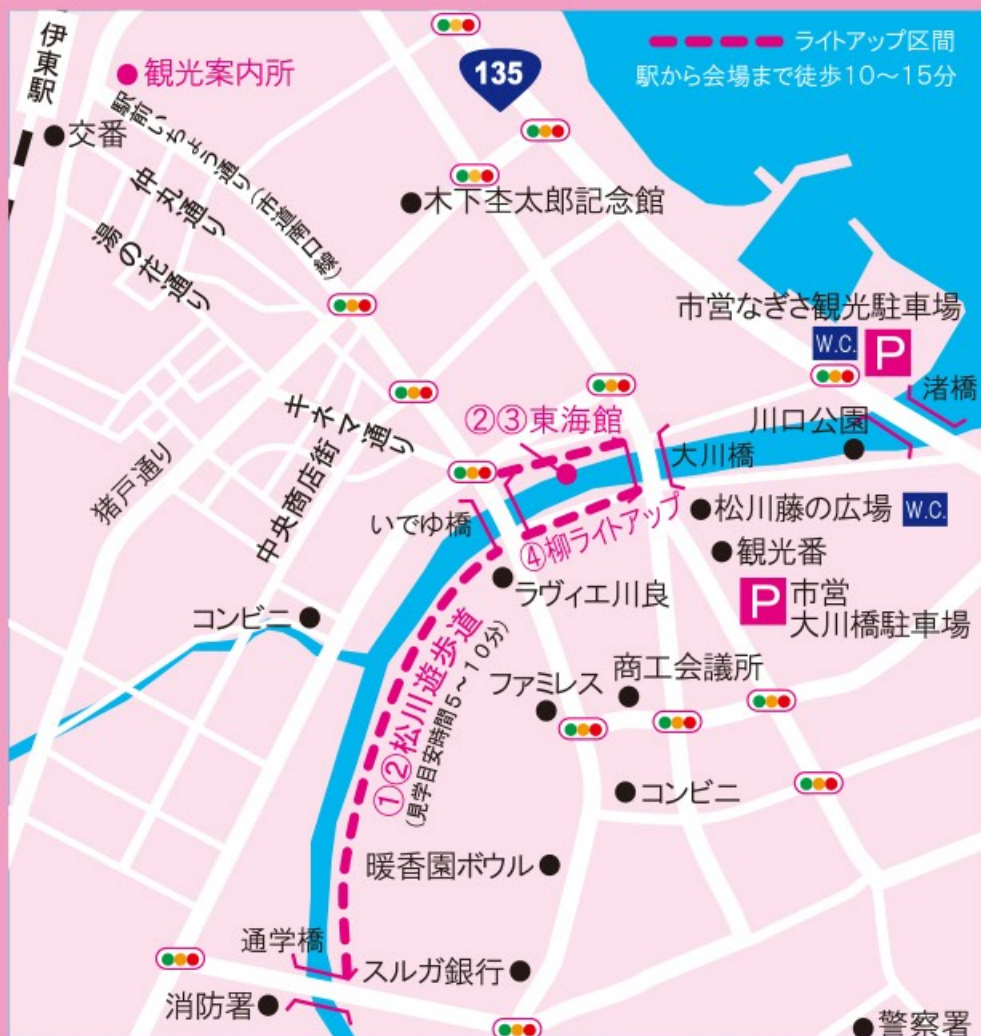 伊東駅
観光案内所
交番
135
ライトアップ区間
駅から会場まで徒歩10～15分
駅前いちょう通り(市道南口線)
仲丸通り
湯の花通り
木下杢太郎記念館
市営なぎさ観光駐車場
W.C.
P
渚橋
キネマ通り
②③東海館
川口公園
大川橋
猪戸通り
中央商店街
いでゆ橋
④柳ライトアップ
松川藤の広場
W.C.
観光番
ラヴィエ川良
P
市営
大川橋駐車場
コンビニ
①②松川遊歩道
(見学目安時間5～10分)
商工会議所
ファミレス
コンビニ
暖香園ボウル
通学橋
スルガ銀行
消防署
警察署